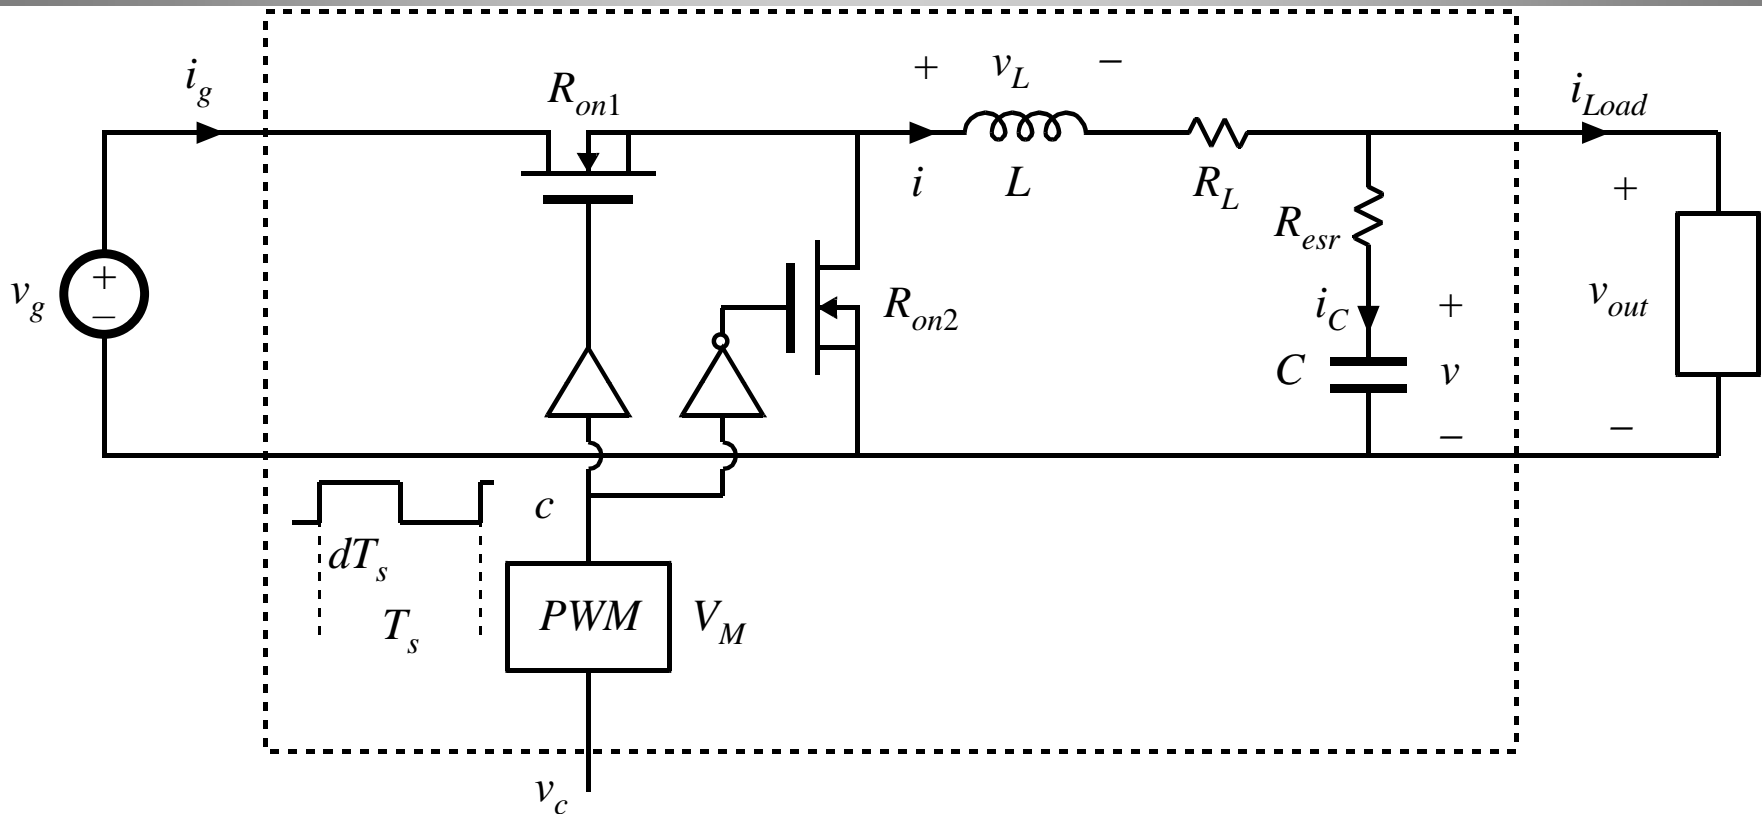 + v_L −
i_g
R_on1
i_Load
i
L
R_L
+
R_esr
v_g
+
−
R_on2
i_C
+
v_out
C
v
−
−
c
dT_s
T_s
PWM
V_M
v_c